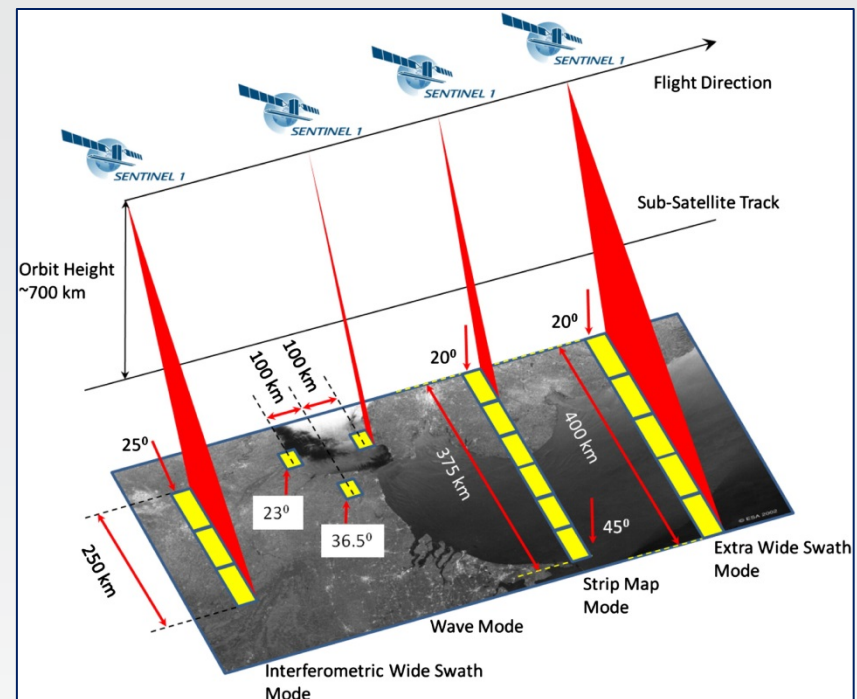 SENTINEL 1
SENTINEL 1
SENTINEL 1
SENTINEL 1
Flight Direction
Sub-Satellite Track
Orbit Height
~700 km
100 km
100 km
20⁰
20⁰
25⁰
375 km
400 km
23⁰
36.5⁰
45⁰
250 km
© ESA 2002
Extra Wide Swath
Mode
Strip Map
Mode
Wave Mode
Interferometric Wide Swath
Mode